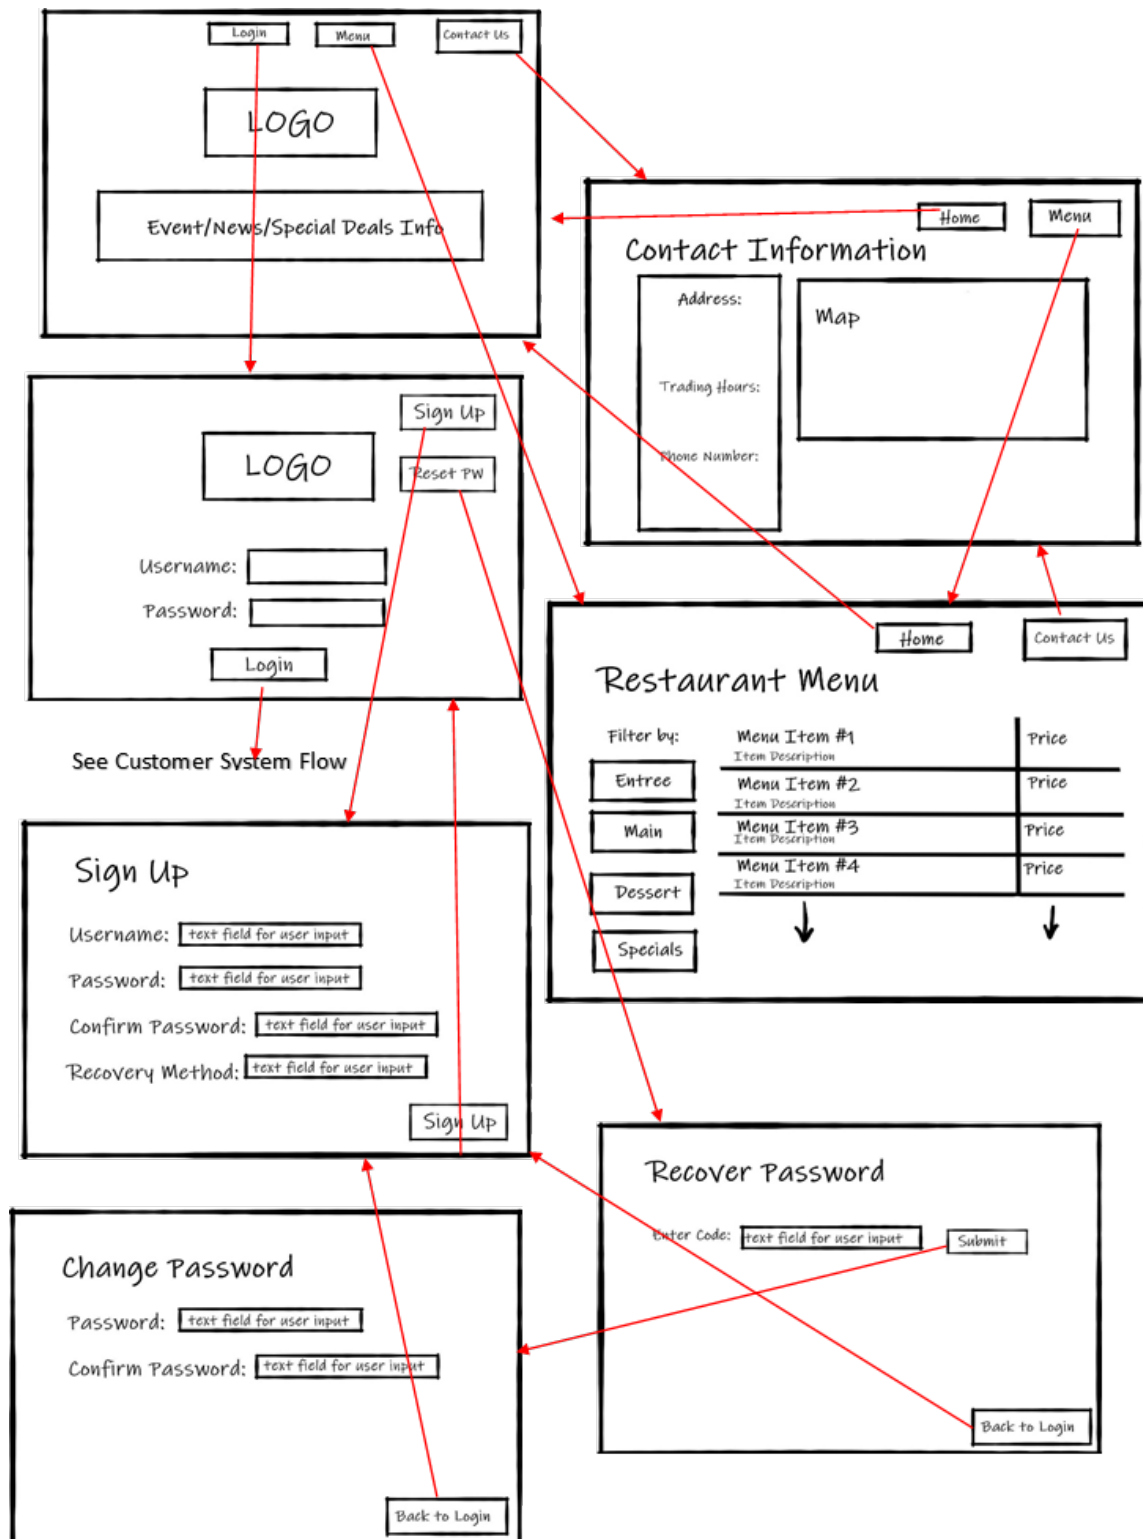 Login
Menu
Contact Us
LOGO
Event/News/Special Deals Info
Home
Menu
Contact Information
Address:
Map
Trading Hours:
Phone Number:
Sign Up
LOGO
Reset PW
Username:
Password:
Login
See Customer System Flow
Home
Contact Us
Restaurant Menu
Filter by:
Entree
Main
Dessert
Specials
Menu Item #1
Price
Item Description
Menu Item #2
Price
Item Description
Menu Item #3
Price
Item Description
Menu Item #4
Price
Item Description
Sign Up
Username: text field for user input
Password: text field for user input
Confirm Password: text field for user input
Recovery Method: text field for user input
Sign Up
Recover Password
Enter Code: text field for user input Submit
Back to Login
Change Password
Password: text field for user input
Confirm Password: text field for user input
Back to Login